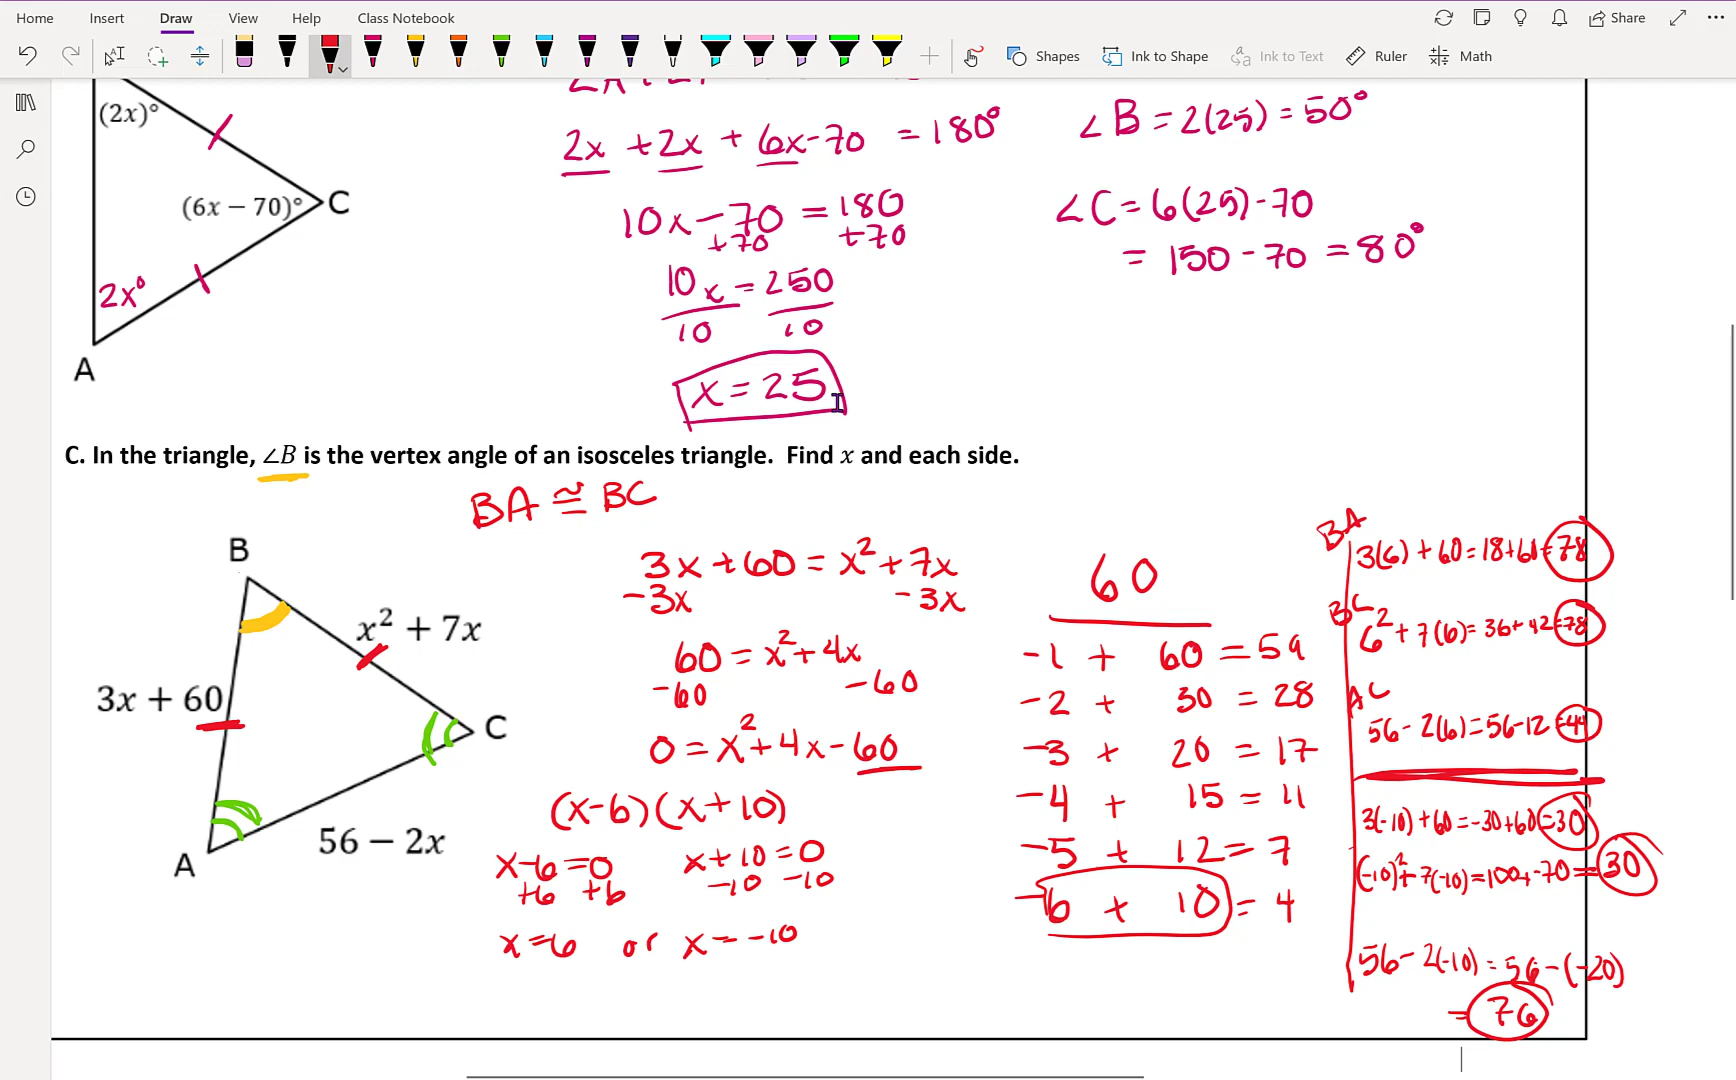 Home Insert Draw View Help Class Notebook Share
Shapes Ink to Shape Ink to Text Ruler Math
(2x)°
(6x − 70)°
C
2x°
A
2x + 2x + 6x - 70 = 180°
10x - 70 = 180
+70 +70
10x = 250
10 10
x = 25
∠B = 2(25) = 50°
∠C = 6(25) - 70
= 150 - 70 = 80°
C. In the triangle, ∠B is the vertex angle of an isosceles triangle. Find x and each side.
BA ≅ BC
B
x² + 7x
3x + 60
C
A
56 − 2x
3x + 60 = x² + 7x
-3x -3x
60 = x² + 4x
-60 -60
0 = x² + 4x - 60
(x-6)(x+10)
x-6=0 x+10=0
+6 +6 -10 -10
x=6 or x=-10
60
-1 + 60 = 59
-2 + 30 = 28
-3 + 20 = 17
-4 + 15 = 11
-5 + 12 = 7
-6 + 10 = 4
BA
3(6) + 60 = 18 + 60 = 78
BC
6² + 7(6) = 36 + 42 = 78
AC
56 - 2(6) = 56 - 12 = 44
3(-10) + 60 = -30 + 60 = 30
(-10)² + 7(-10) = 100 + -70 = 30
56 - 2(-10) = 56 - (-20)
= 76